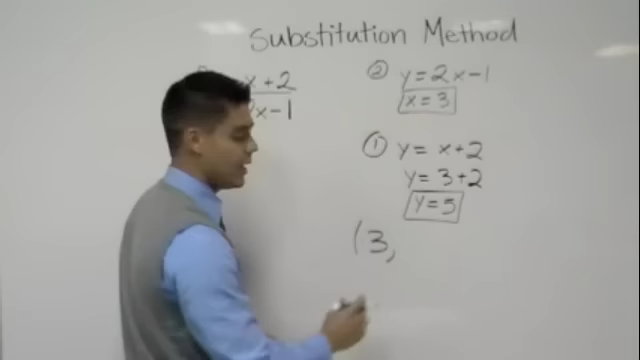 Substitution Method
x+2
x-1
② y=2x-1
x=3
① y=x+2
y=3+2
y=5
(3,